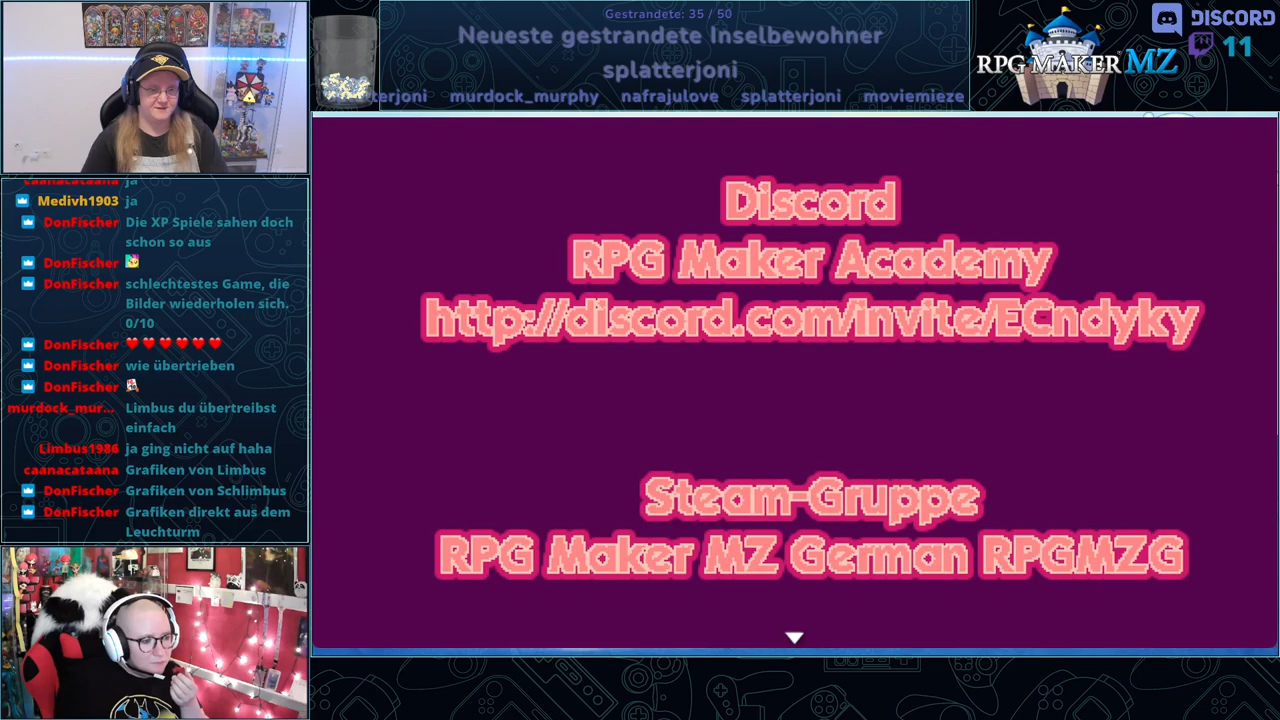 Gestrandete: 35 / 50
Neueste gestrandete Inselbewohner
splatterjoni
terjoni murdock_murphy nafrajulove splatterjoni moviemieze
RPG MAKER MZ
DISCORD
11
caanacataana ja
Medivh1903 ja
DonFischer Die XP Spiele sahen doch
schon so aus
DonFischer
DonFischer schlechtestes Game, die
Bilder wiederholen sich.
0/10
DonFischer ♥♥♥♥♥♥
DonFischer wie übertrieben
DonFischer
murdock_mur... Limbus du übertreibst
einfach
Limbus1986 ja ging nicht auf haha
caanacataana Grafiken von Limbus
DonFischer Grafiken von Schlimbus
DonFischer Grafiken direkt aus dem
Leuchturm
Discord
RPG Maker Academy
http://discord.com/invite/ECndyky
Steam-Gruppe
RPG Maker MZ German RPGMZG